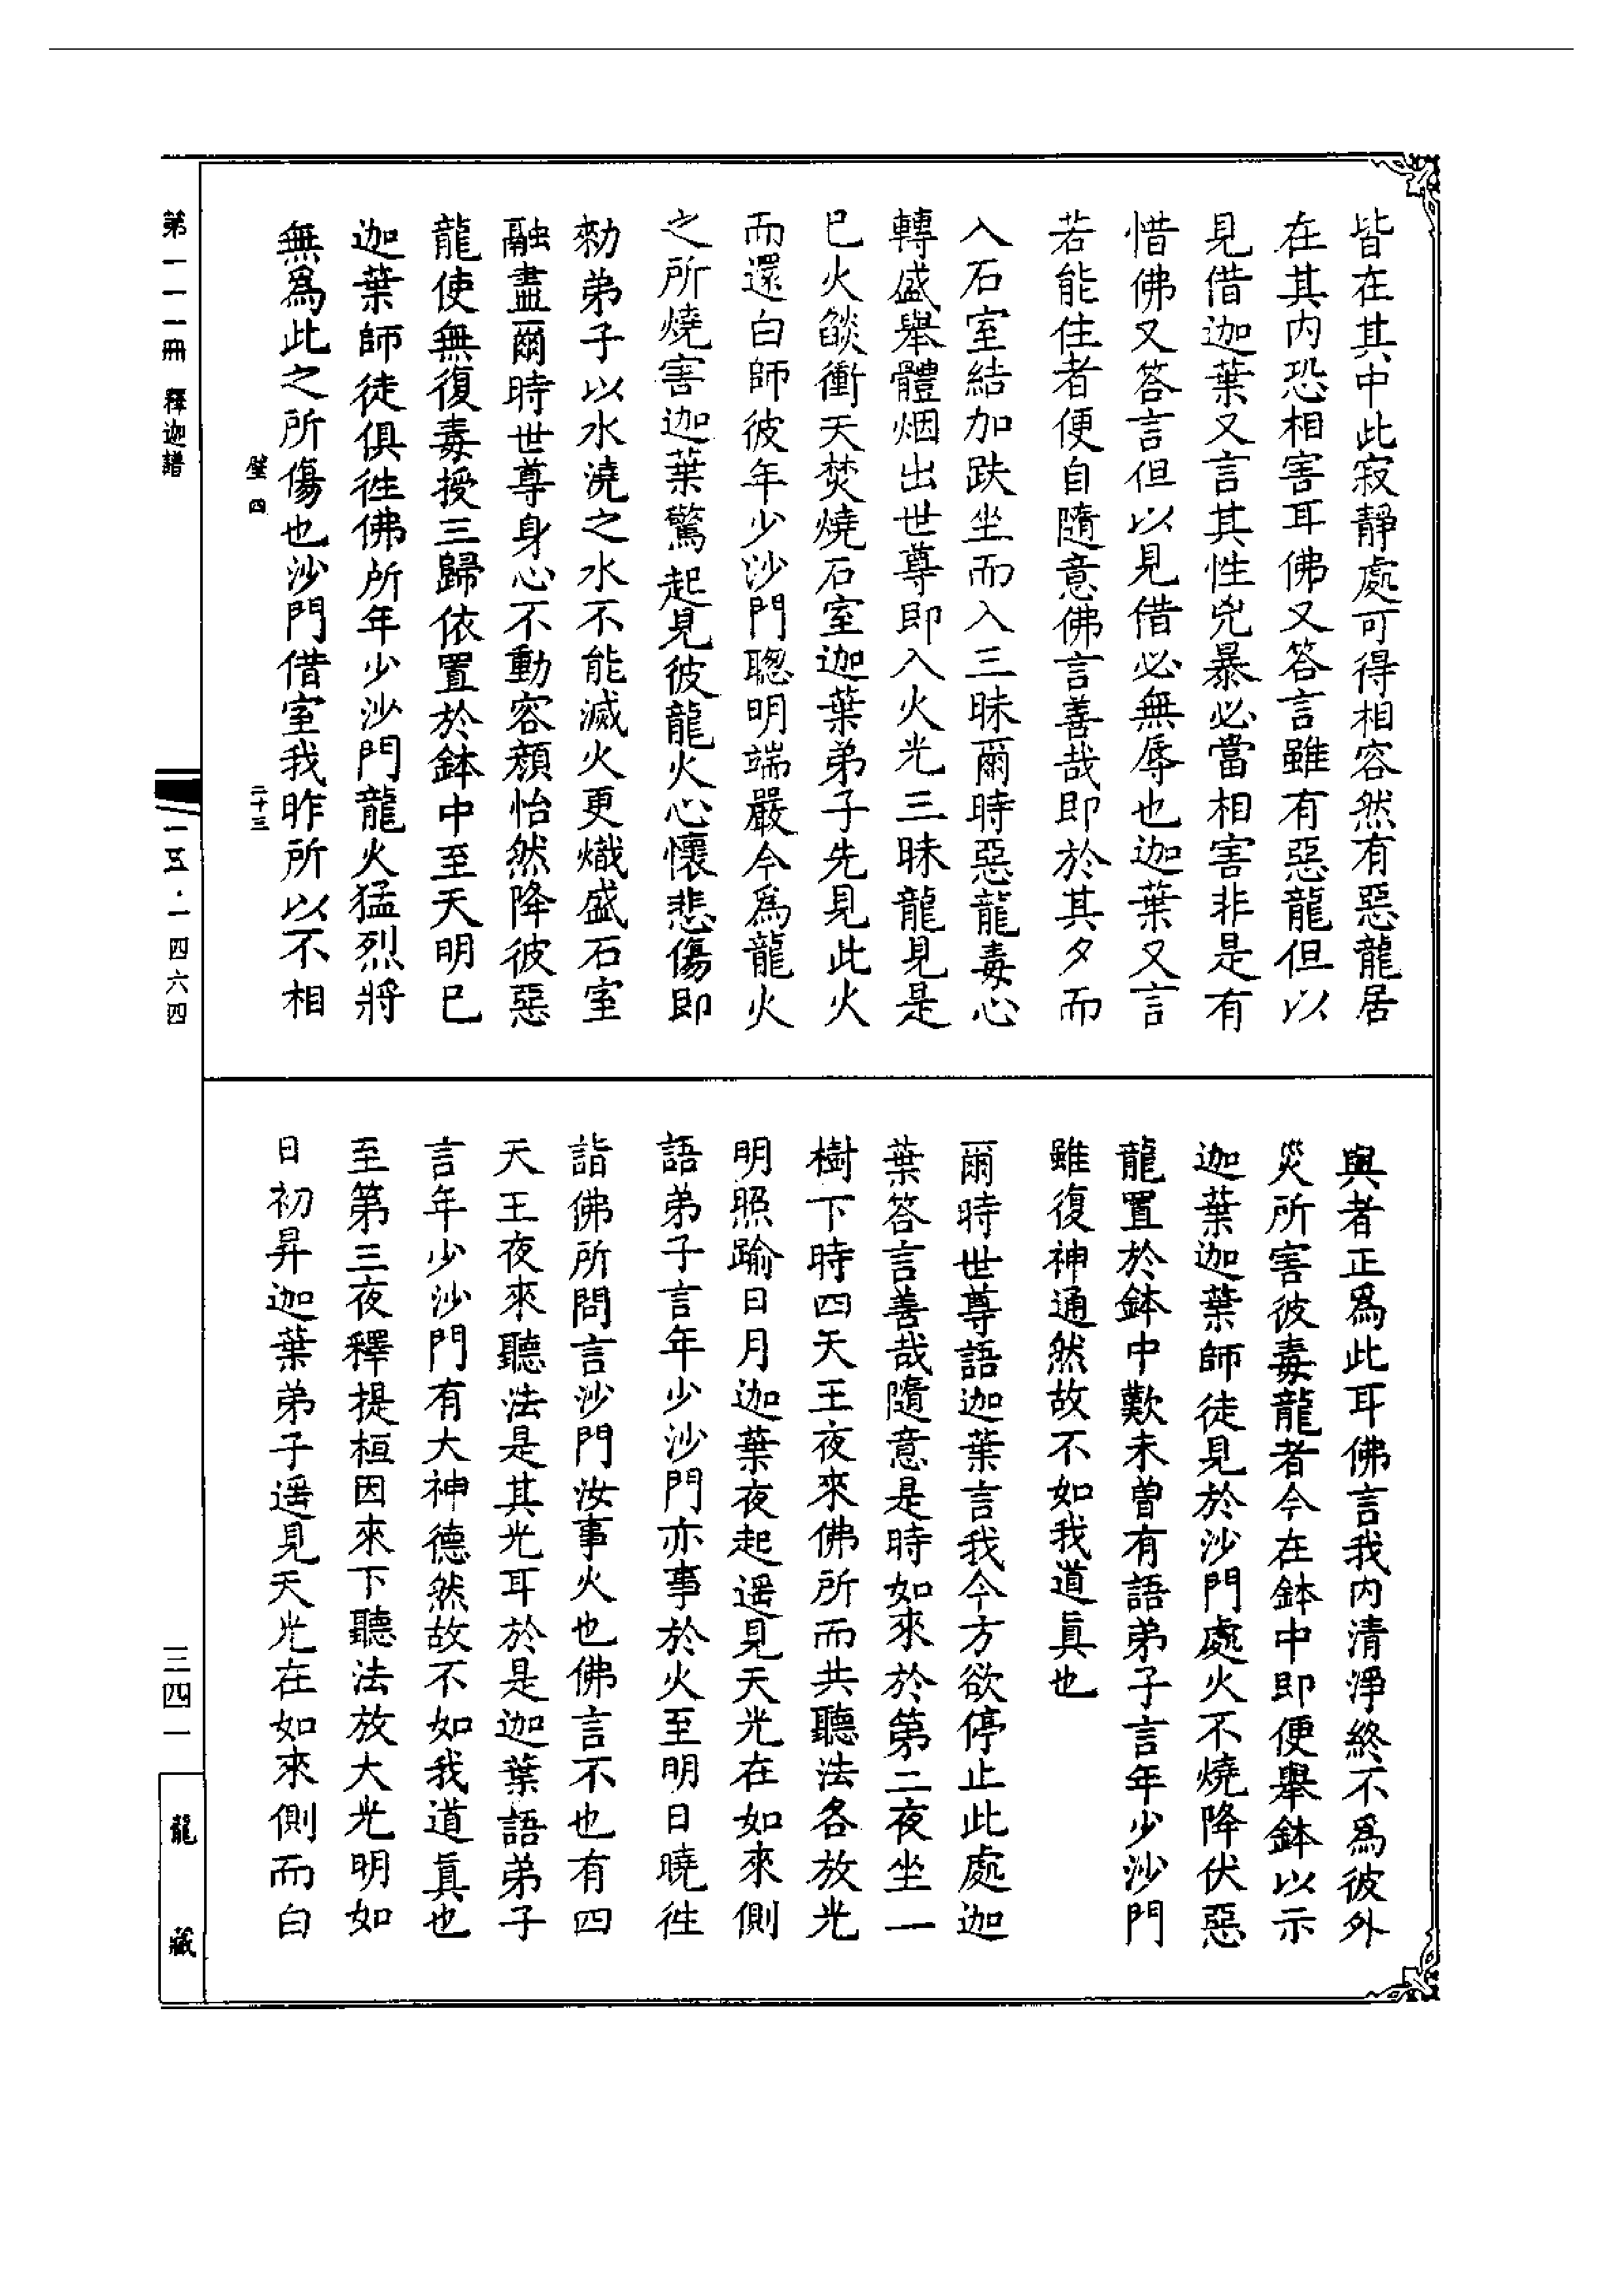 皆在其中此寂靜處可得相容然有惡龍居
在其內恐相害耳佛又答言雖有惡龍但以
見借迦葉又言其性兇暴必當相害非是有
惜佛又答言但以見借必無辱也迦葉又言
若能住者便自隨意佛言善哉即於其夕而
入石室結加趺坐而入三昧爾時惡龍毒心
轉盛舉體烟出世尊即入火光三昧龍見是
已火燄衝天焚燒石室迦葉弟子先見此火
而還白師彼年少沙門聰明端嚴今為龍火
之所燒害迦葉驚起見彼龍火心懷悲傷即
勑弟子以水澆之水不能滅火更熾盛石室
融盡爾時世尊身心不動容顏怡然降彼惡
龍使無復毒授三歸依置於鉢中至天明已
迦葉師徒俱徃佛所年少沙門龍火猛烈將
無爲此之所傷也沙門借室我昨所以不相
璧四
二十三
與者正爲此耳佛言我內清淨終不爲彼外
災所害彼毒龍者今在鉢中即便舉鉢以示
迦葉迦葉師徒見於沙門處火不燒降伏惡
龍置於鉢中歎未曾有語弟子言年少沙門
雖復神通然故不如我道眞也
爾時世尊語迦葉言我今方欲停止此處迦
葉答言善哉隨意是時如來於第二夜坐一
樹下時四天王夜來佛所而共聽法各放光
明照踰日月迦葉夜起遥見天光在如來側
語弟子言年少沙門亦事於火至明日曉徃
詣佛所問言沙門汝事火也佛言不也有四
天王夜來聽法是其光耳於是迦葉語弟子
言年少沙門有大神德然故不如我道眞也
至第三夜釋提桓因來下聽法放大光明如
日初昇迦葉弟子遥見天光在如來側而白
第一一一冊 釋迦譜
一五·一四六四
三四一
龍藏